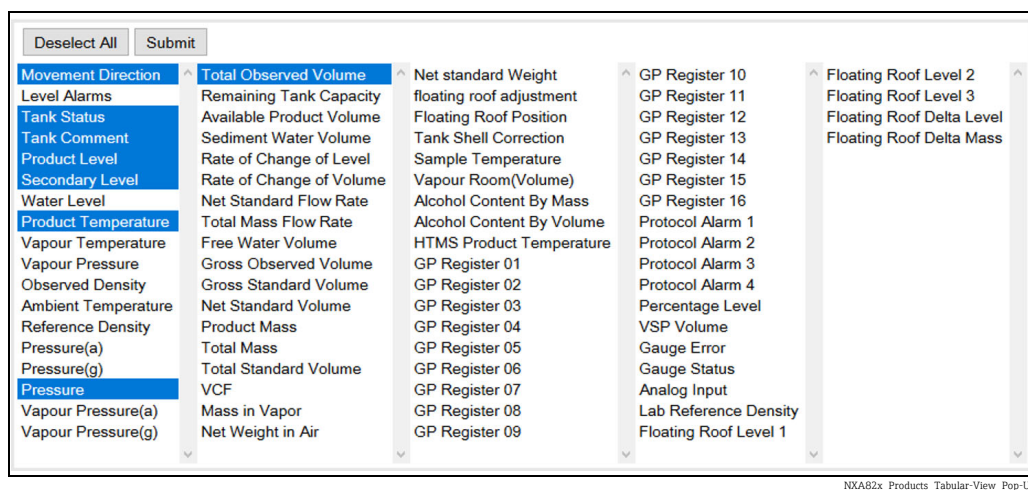 Deselect All
Submit
Movement Direction
Level Alarms
Tank Status
Tank Comment
Product Level
Secondary Level
Water Level
Product Temperature
Vapour Temperature
Vapour Pressure
Observed Density
Ambient Temperature
Reference Density
Pressure(a)
Pressure(g)
Pressure
Vapour Pressure(a)
Vapour Pressure(g)
Total Observed Volume
Remaining Tank Capacity
Available Product Volume
Sediment Water Volume
Rate of Change of Level
Rate of Change of Volume
Net Standard Flow Rate
Total Mass Flow Rate
Free Water Volume
Gross Observed Volume
Gross Standard Volume
Net Standard Volume
Product Mass
Total Mass
Total Standard Volume
VCF
Mass in Vapor
Net Weight in Air
Net standard Weight
floating roof adjustment
Floating Roof Position
Tank Shell Correction
Sample Temperature
Vapour Room(Volume)
Alcohol Content By Mass
Alcohol Content By Volume
HTMS Product Temperature
GP Register 01
GP Register 02
GP Register 03
GP Register 04
GP Register 05
GP Register 06
GP Register 07
GP Register 08
GP Register 09
GP Register 10
GP Register 11
GP Register 12
GP Register 13
GP Register 14
GP Register 15
GP Register 16
Protocol Alarm 1
Protocol Alarm 2
Protocol Alarm 3
Protocol Alarm 4
Percentage Level
VSP Volume
Gauge Error
Gauge Status
Analog Input
Lab Reference Density
Floating Roof Level 1
Floating Roof Level 2
Floating Roof Level 3
Floating Roof Delta Level
Floating Roof Delta Mass
NXA82x_Products_Tabular-View_Pop-U